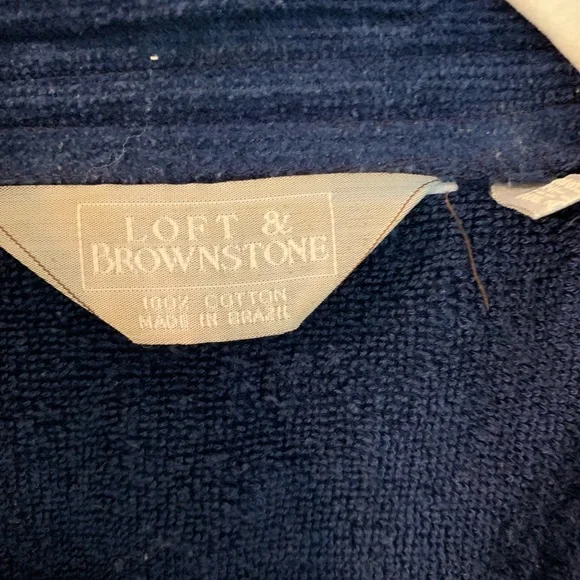 LOFT &
BROWNSTONE
100% COTTON
MADE IN BRAZIL